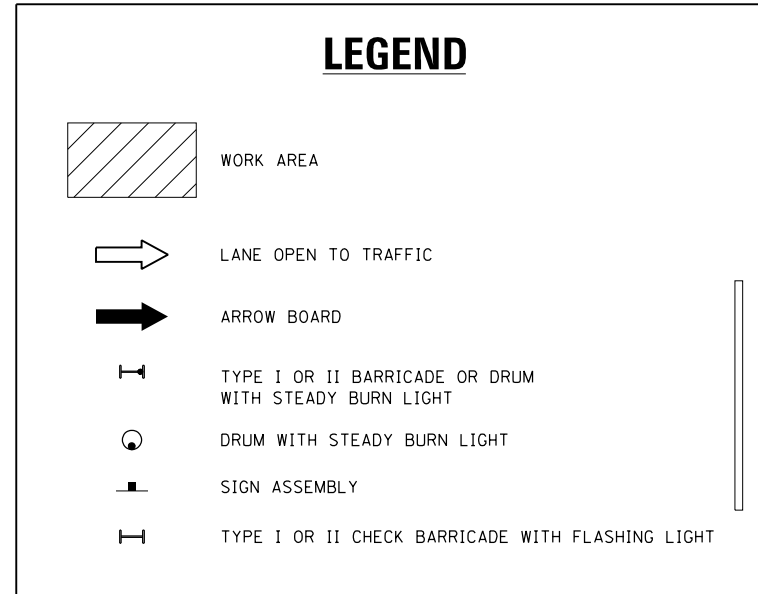 LEGEND
WORK AREA
LANE OPEN TO TRAFFIC
ARROW BOARD
TYPE I OR II BARRICADE OR DRUM
WITH STEADY BURN LIGHT
DRUM WITH STEADY BURN LIGHT
SIGN ASSEMBLY
TYPE I OR II CHECK BARRICADE WITH FLASHING LIGHT